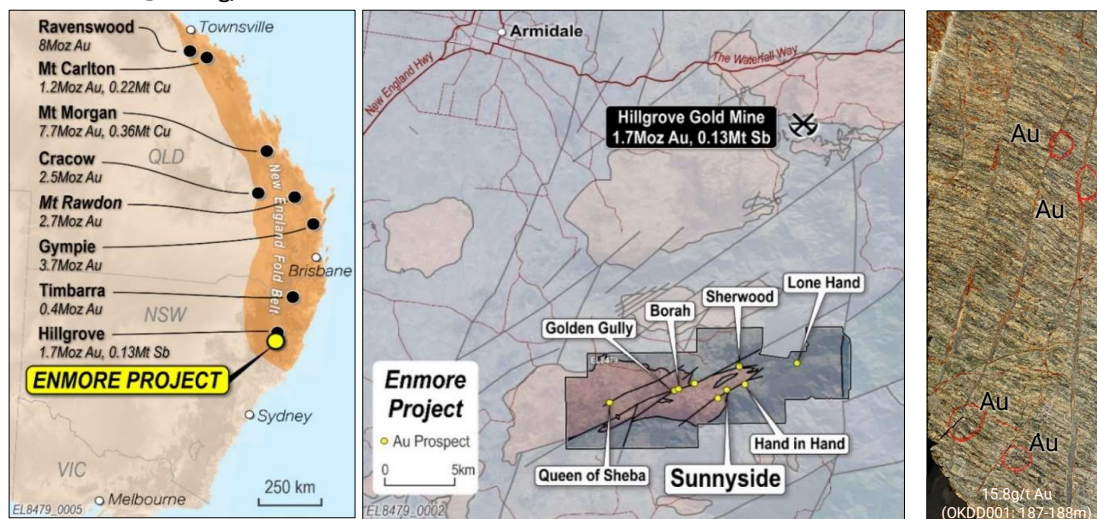 Townsville
Ravenswood
8Moz Au
Mt Carlton
1.2Moz Au, 0.22Mt Cu
Mt Morgan
7.7Moz Au, 0.36Mt Cu
QLD
Cracow
2.5Moz Au
Mt Rawdon
2.7Moz Au
Gympie
3.7Moz Au
New England Fold Belt
Brisbane
Timbarra
0.4Moz Au
NSW
Hillgrove
1.7Moz Au, 0.13Mt Sb
ENMORE PROJECT
Sydney
VIC
Melbourne
250 km
EL8479_0005
Armidale
New England Hwy
The Waterfall Way
Hillgrove Gold Mine
1.7Moz Au, 0.13Mt Sb
Lone Hand
Sherwood
Borah
Golden Gully
EL8479
Enmore
Project
Au Prospect
0 5km
Hand in Hand
Queen of Sheba
Sunnyside
EL8479_0002
Au
Au
Au
Au
15.8g/t Au
(OKDD001: 187-188m)